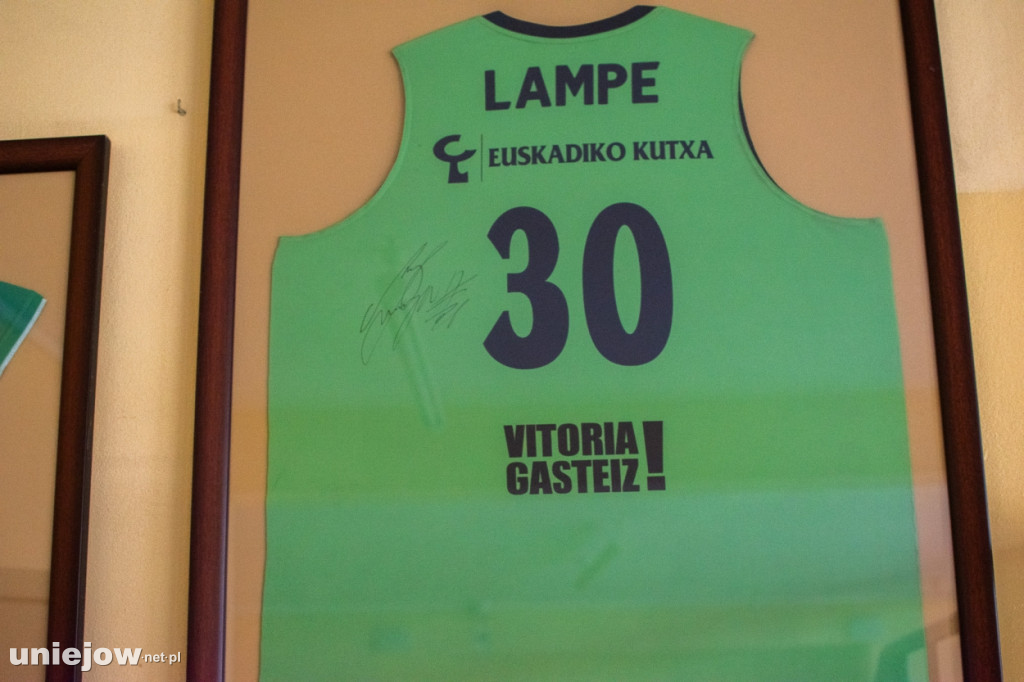 LAMPE
EUSKADIKO KUTXA
30
VITORIA
GASTEIZ!
uniejow.net.pl